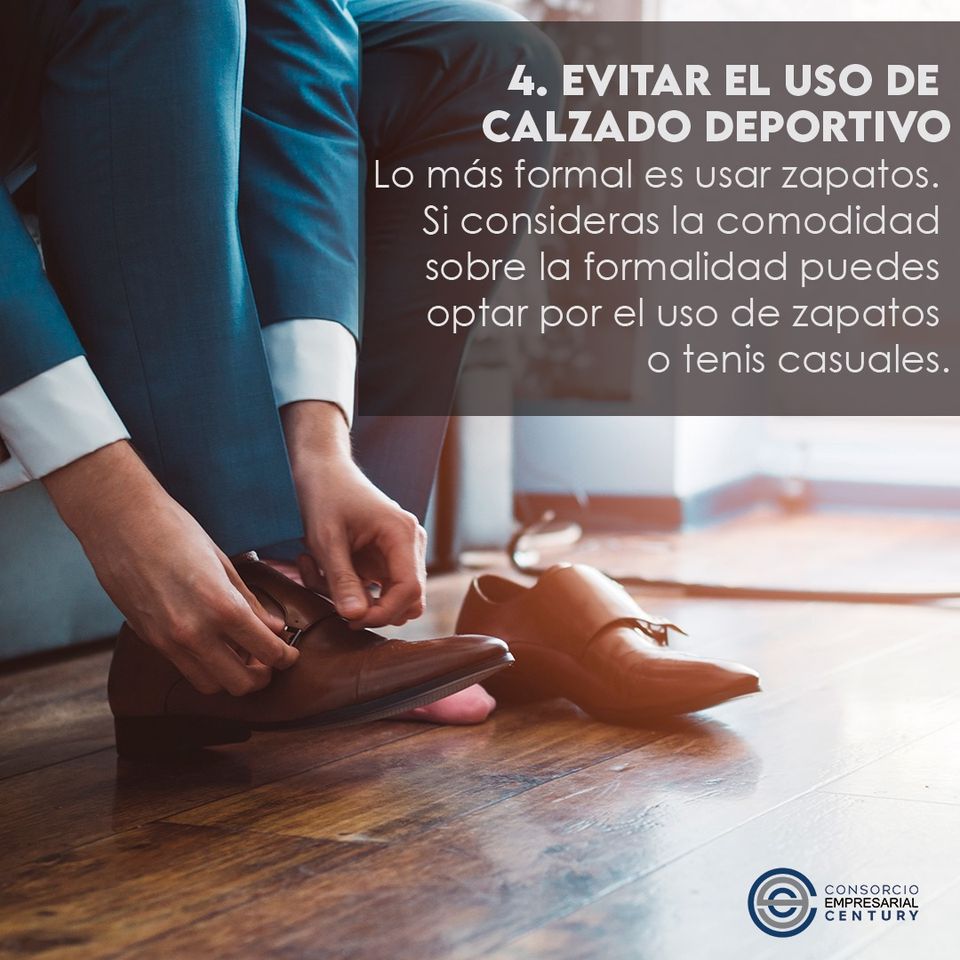 4. EVITAR EL USO DE
CALZADO DEPORTIVO
Lo más formal es usar zapatos.
Si consideras la comodidad
sobre la formalidad puedes
optar por el uso de zapatos
o tenis casuales.
CONSORCIO
EMPRESARIAL
CENTURY